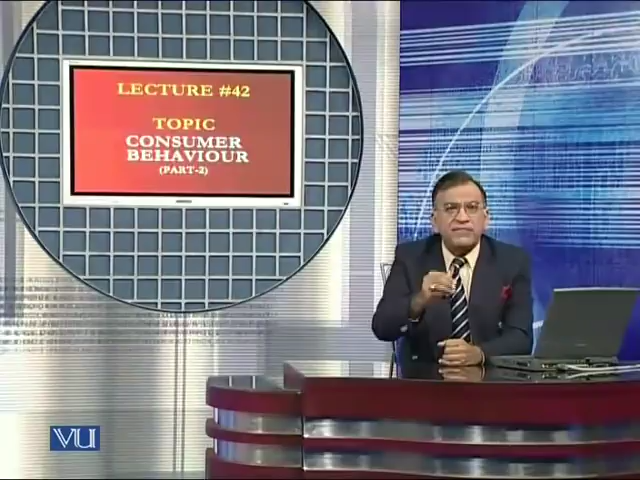 LECTURE #42
TOPIC
CONSUMER
BEHAVIOUR
(PART-2)
VU